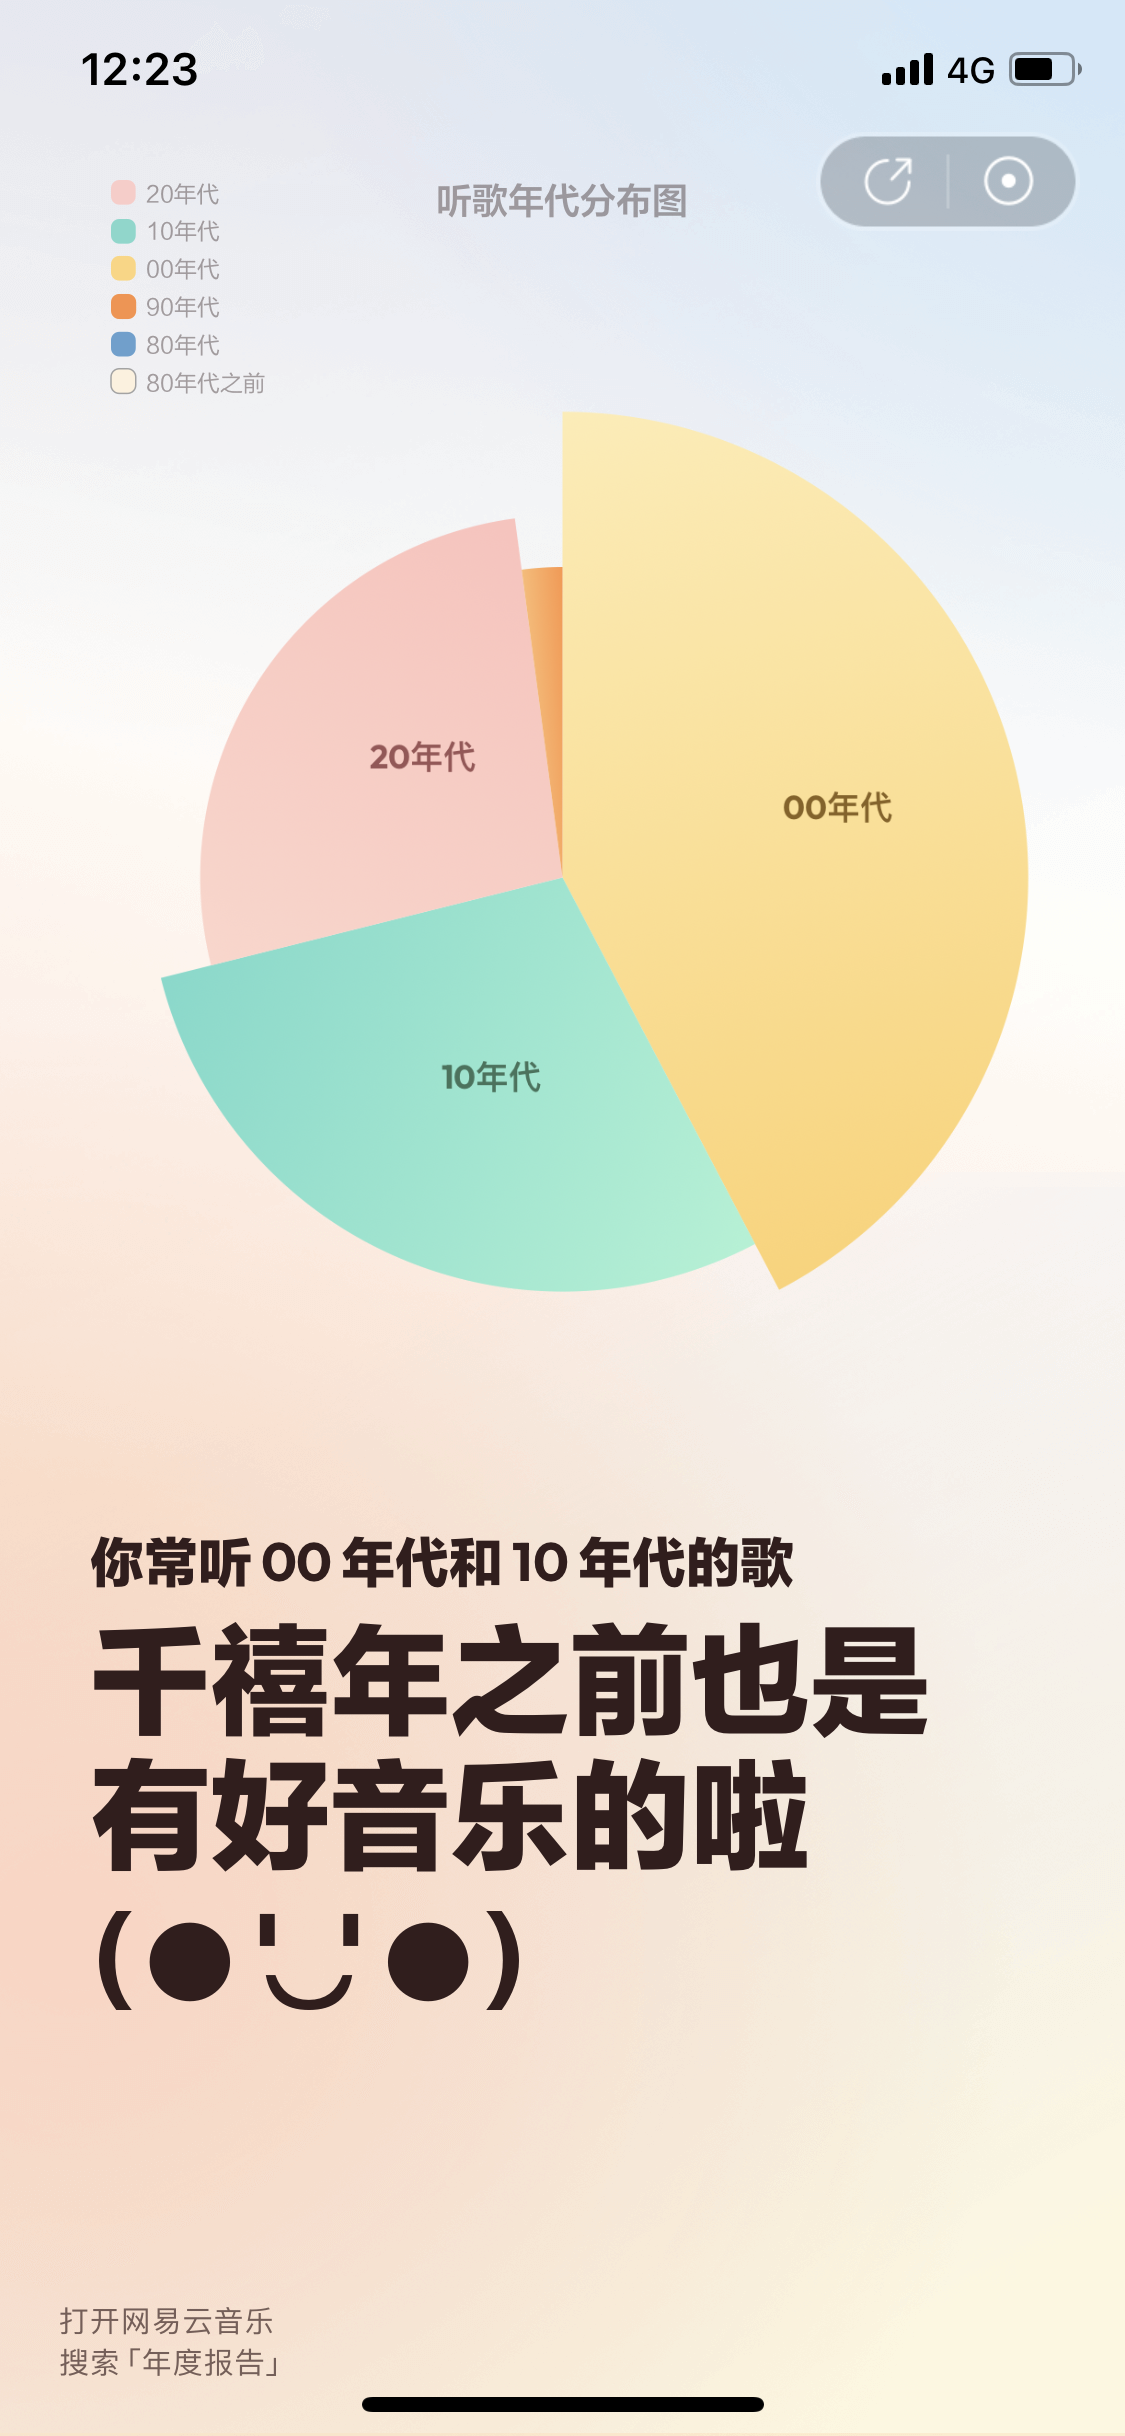 12:23
4G
听歌年代分布图
20年代
10年代
00年代
90年代
80年代
80年代之前
20年代
00年代
10年代
你常听 00 年代和 10 年代的歌
千禧年之前也是
有好音乐的啦
(●'◡'●)
打开网易云音乐
搜索「年度报告」